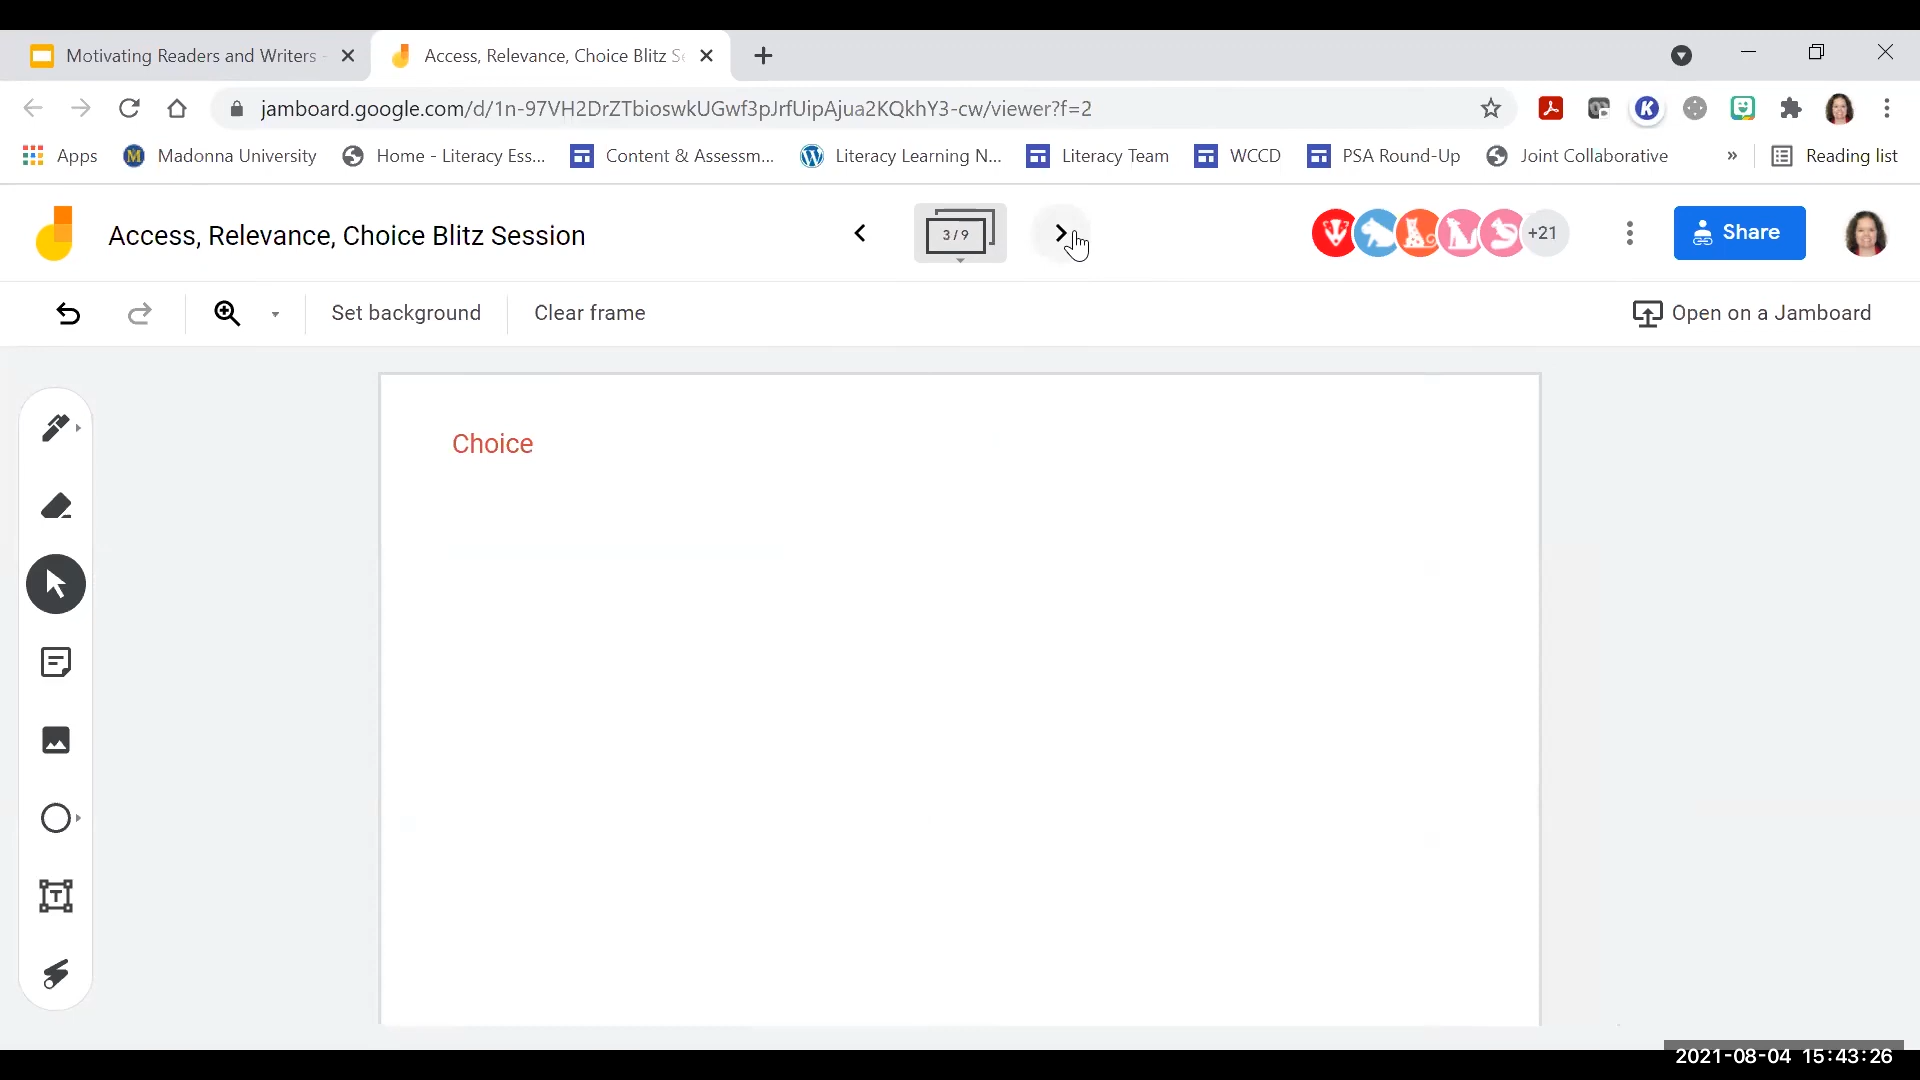 Motivating Readers and Writers -
Access, Relevance, Choice Blitz Se
jamboard.google.com/d/1n-97VH2DrZTbioswkUGwf3pJrfUipAjua2KQkhY3-cw/viewer?f=2
Apps Madonna University Home - Literacy Ess... Content & Assessm... Literacy Learning N... Literacy Team WCCD PSA Round-Up Joint Collaborative » Reading list
Access, Relevance, Choice Blitz Session
3 / 9
+21
Share
Set background Clear frame Open on a Jamboard
Choice
2021-08-04 15:43:26